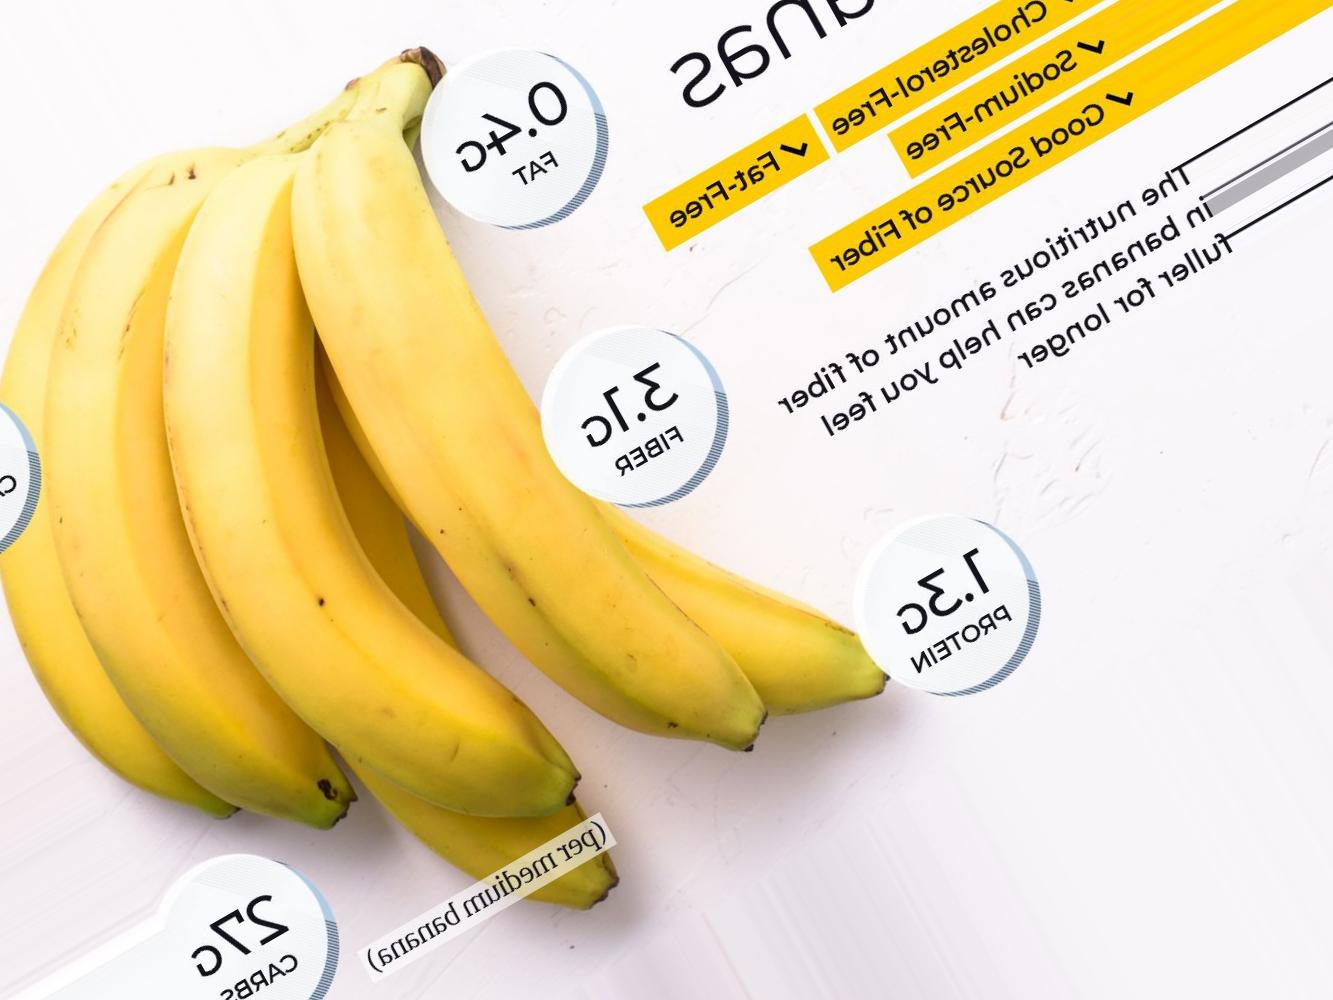 anas
✓ Fat-Free
✓ Cholesterol-Free
✓ Sodium-Free
✓ Good Source of Fiber
The nutritious amount of fiber
in bananas can help you feel
fuller for longer
0.4G
FAT
3.1G
FIBER
1.3G
PROTEIN
27G
CARBS
(per medium banana)